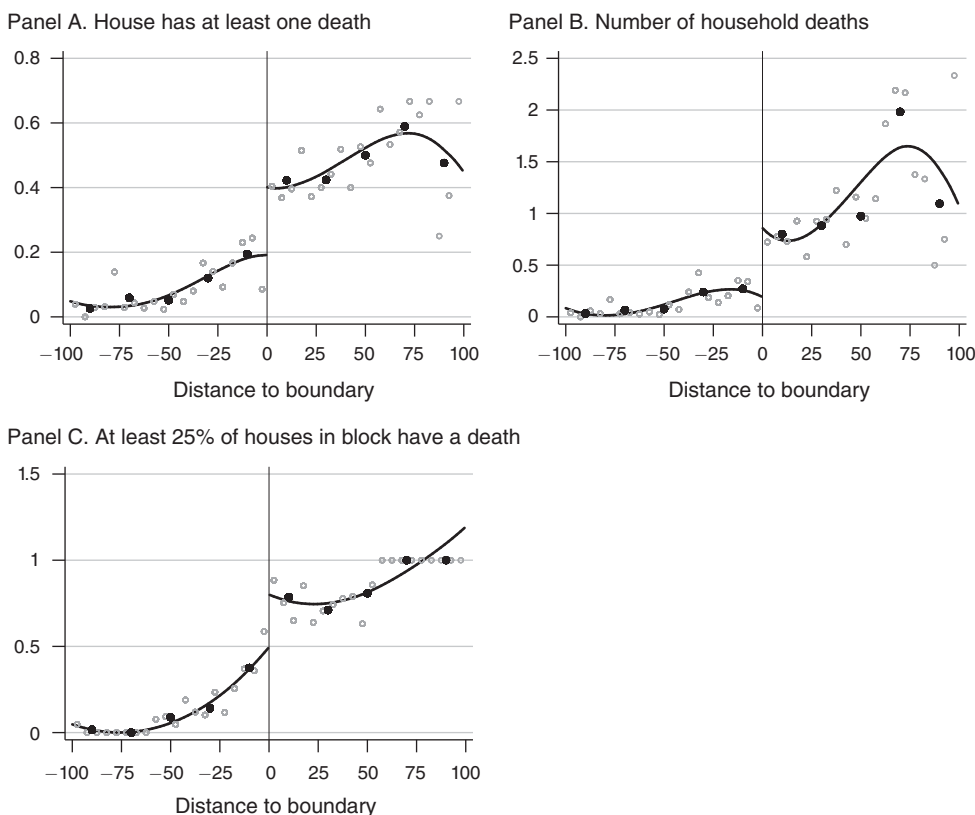 Panel A. House has at least one death
0.8
0.6
0.4
0.2
0
−100 −75 −50 −25 0 25 50 75 100
Distance to boundary
Panel B. Number of household deaths
2.5
2
1.5
1
0.5
0
−100 −75 −50 −25 0 25 50 75 100
Distance to boundary
Panel C. At least 25% of houses in block have a death
1.5
1
0.5
0
−100 −75 −50 −25 0 25 50 75 100
Distance to boundary